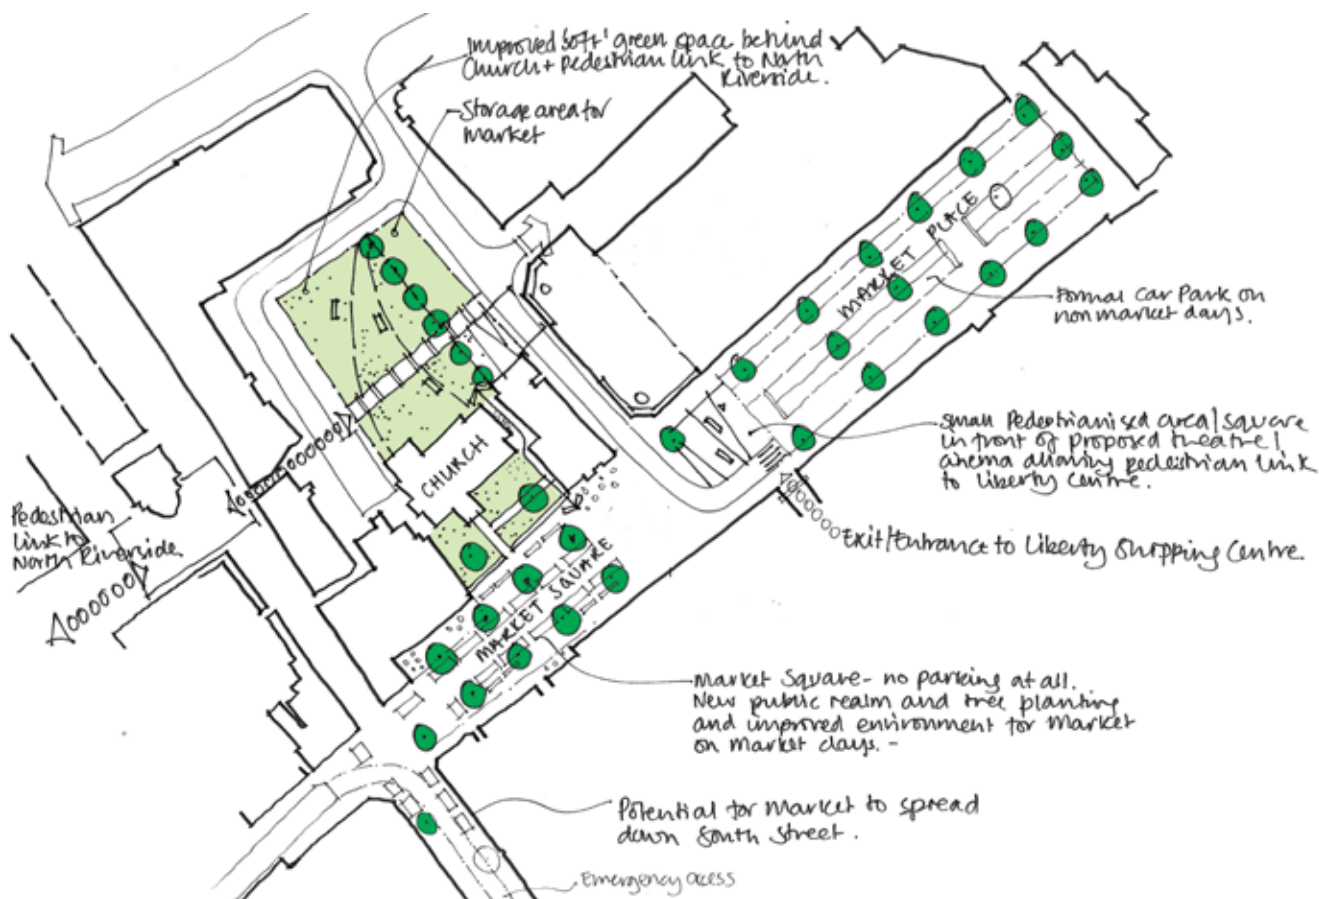 Improved 'soft' green space behind
Church + pedestrian link to North
Riverside.
Storage area for
market
MARKET PLACE
Formal Car Park on
non market days.
Small Pedestrianised area/square
in front of proposed theatre/
cinema allowing pedestrian link
to Liberty Centre.
Exit/Entrance to Liberty Shopping Centre.
CHURCH
Pedestrian
link to
North Riverside
MARKET SQUARE
Market Square - no parking at all.
New public realm and tree planting
and improved environment for Market
on Market days. -
Potential for Market to spread
down South Street.
Emergency access